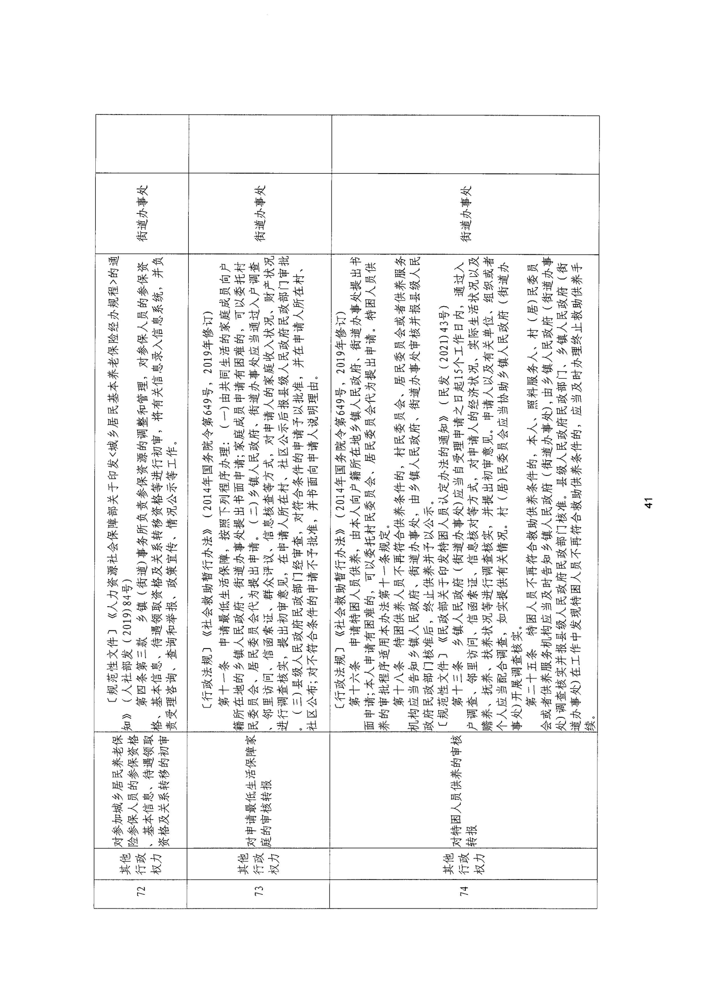 72
其他
行政
权力
对参加城乡居民养老保
险参保人员的参保资格
、基本信息、待遇领取
资格及关系转移的初审
〔规范性文件〕《人力资源社会保障部关于印发<城乡居民基本养老保险经办规程>的通
知》（人社部发（2019)84号）
第四条第三款　乡镇（街道)事务所负责参保资源的调整和管理，对参保人员的参保资
格、基本信息、待遇领取资格及关系转移资格等进行初审，将有关信息录入信息系统，并负
责受理咨询、查询和举报、政策宣传、情况公示等工作。
街道办事处
73
其他
行政
权力
对申请最低生活保障家
庭的审核转报
〔行政法规〕《社会救助暂行办法》（2014年国务院令第649号，2019年修订）
第十一条　申请最低生活保障，按照下列程序办理：（一)由共同生活的家庭成员向户
籍所在地的乡镇人民政府、街道办事处提出书面申请;家庭成员申请有困难的，可以委托村
民委员会、居民委员会代为提出申请。（二)乡镇人民政府、街道办事处应当通过入户调查
、邻里访问、信函索证、群众评议、信息核查等方式，对申请人的家庭收入状况、财产状况
进行调查核实，提出初审意见，在申请人所在村、社区公示后报县级人民政府民政部门审批
。（三)县级人民政府民政部门经审查，对符合条件的申请予以批准，并在申请人所在村、
社区公布;对不符合条件的申请不予批准，并书面向申请人说明理由。
街道办事处
74
其他
行政
权力
对特困人员供养的审核
转报
〔行政法规〕《社会救助暂行办法》（2014年国务院令第649号，2019年修订）
第十六条　申请特困人员供养，由本人向户籍所在地乡镇人民政府、街道办事处提出书
面申请;本人申请有困难的，可以委托村民委员会、居民委员会代为提出申请。特困人员供
养的审批程序适用本办法第十一条规定。
第十八条　特困供养人员不再符合供养条件的，村民委员会、居民委员会或者供养服务
机构应当告知乡镇人民政府、街道办事处，由乡镇人民政府、街道办事处审核并报县级人民
政府民政部门核准后，终止供养并予以公示。
〔规范性文件〕《民政部关于印发特困人员认定办法的通知》（民发（2021)43号）
第十三条　乡镇人民政府（街道办事处)应当自受理申请之日起15个工作日内，通过入
户调查、邻里访问、信函索证、信息核对等方式，对申请人的经济状况、实际生活状况以及
赡养、抚养、扶养状况等进行调查核实，并提出初审意见。申请人以及有关单位、组织或者
个人应当配合调查，如实提供有关情况。村（居)民委员会应当协助乡镇人民政府（街道办
事处)开展调查核实。
第二十五条　特困人员不再符合救助供养条件的，本人、照料服务人、村（居)民委员
会或者供养服务机构应当及时告知乡镇人民政府（街道办事处),由乡镇人民政府（街道办事
处)调查核实并报县级人民政府民政部门核准。县级人民政府民政部门、乡镇人民政府（街
道办事处)在工作中发现特困人员不再符合救助供养条件的，应当及时办理终止救助供养手
续。
街道办事处
41